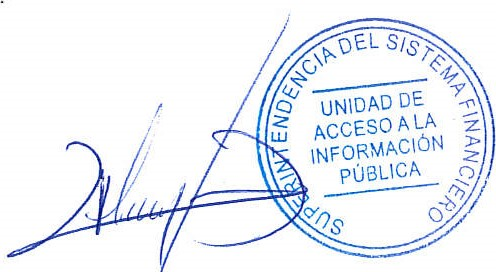 SUPERINTENDENCIA DEL SISTEMA FINANCIERO
UNIDAD DE
ACCESO A LA
INFORMACIÓN
PÚBLICA